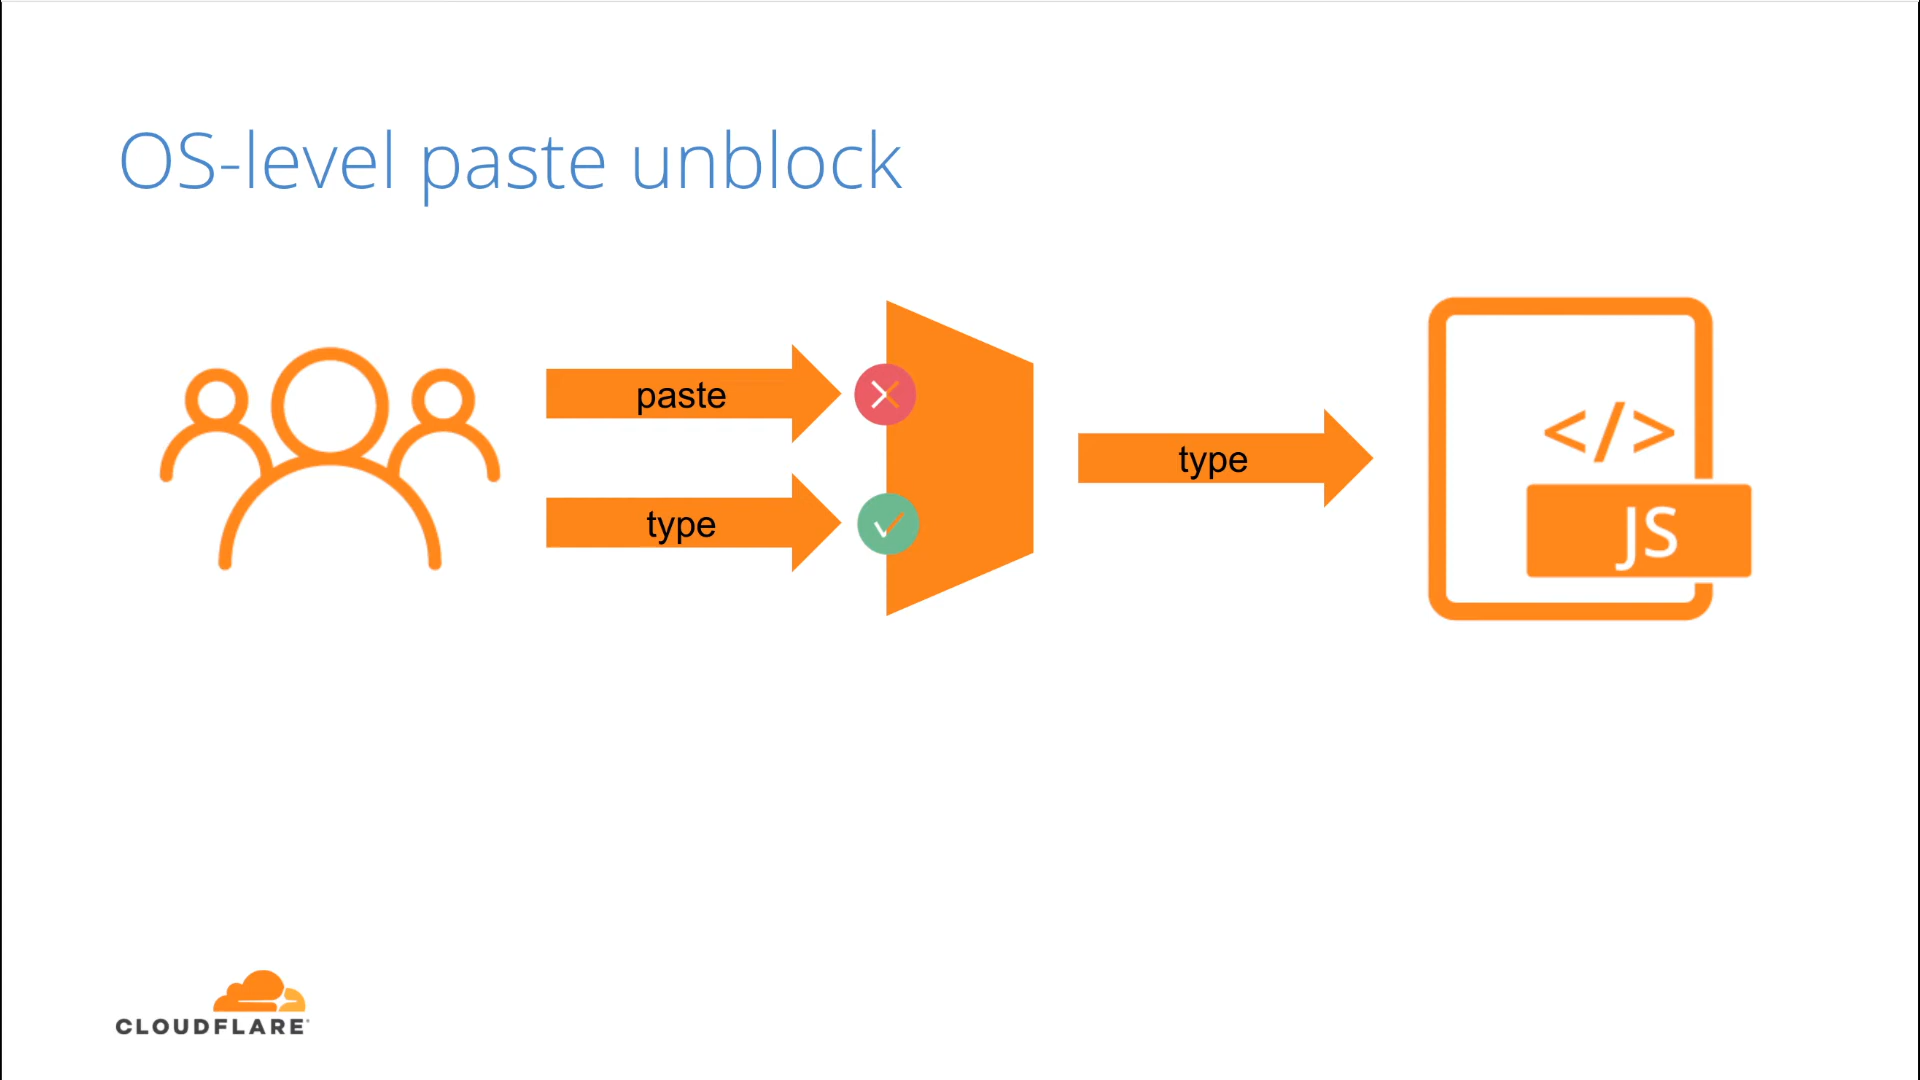 OS-level paste unblock
paste
type
type
</>
JS
CLOUDFLARE